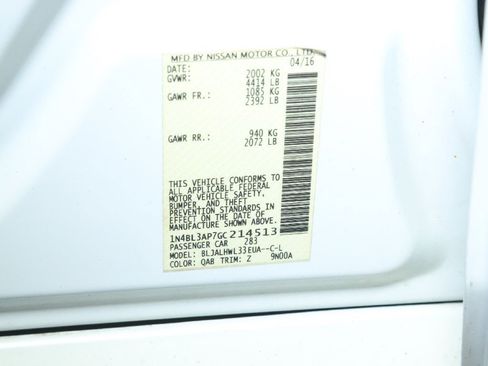 MFD BY NISSAN MOTOR CO., LTD.
DATE: 04/16
GVWR: 2002 KG
4414 LB
GAWR FR.: 1085 KG
2392 LB
GAWR RR.: 940 KG
2072 LB
THIS VEHICLE CONFORMS TO
ALL APPLICABLE FEDERAL
MOTOR VEHICLE SAFETY,
BUMPER, AND THEFT
PREVENTION STANDARDS IN
EFFECT ON THE DATE OF
MANUFACTURE SHOWN ABOVE.
1N4BL3AP7GC214513
PASSENGER CAR 283
MODEL: BLJALHWL33EUA--C-L
COLOR: QAB TRIM: Z 9N00A